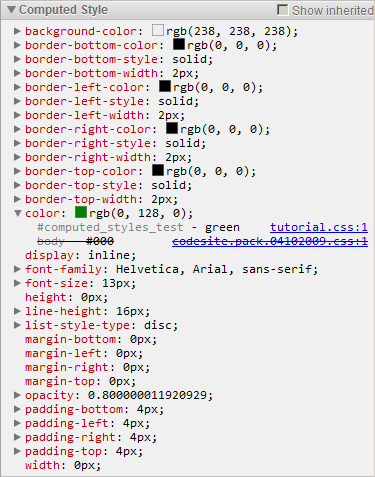 Computed Style Show inherited
background-color: rgb(238, 238, 238);
border-bottom-color: rgb(0, 0, 0);
border-bottom-style: solid;
border-bottom-width: 2px;
border-left-color: rgb(0, 0, 0);
border-left-style: solid;
border-left-width: 2px;
border-right-color: rgb(0, 0, 0);
border-right-style: solid;
border-right-width: 2px;
border-top-color: rgb(0, 0, 0);
border-top-style: solid;
border-top-width: 2px;
color: rgb(0, 128, 0);
#computed_styles_test - green tutorial.css:1
body - #000 codesite.pack.04102009.css:1
display: inline;
font-family: Helvetica, Arial, sans-serif;
font-size: 13px;
height: 0px;
line-height: 16px;
list-style-type: disc;
margin-bottom: 0px;
margin-left: 0px;
margin-right: 0px;
margin-top: 0px;
opacity: 0.800000011920929;
padding-bottom: 4px;
padding-left: 4px;
padding-right: 4px;
padding-top: 4px;
width: 0px;